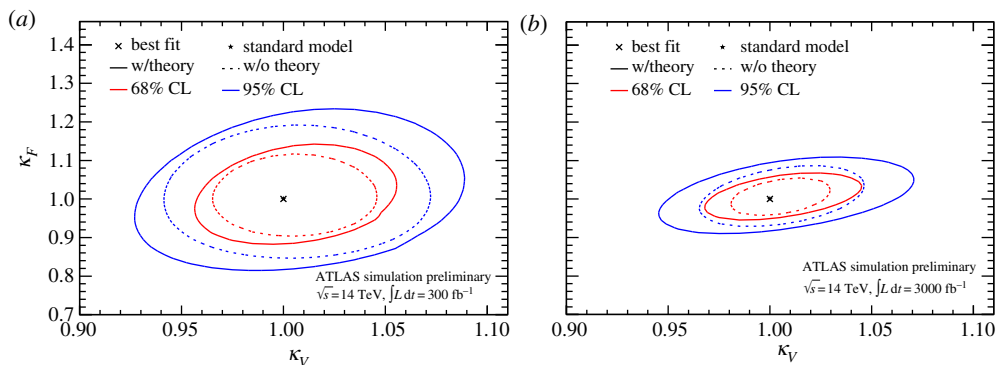 (a)
1.4
1.3
1.2
1.1
1.0
0.9
0.8
0.7
κF
× best fit ⋆ standard model
w/theory w/o theory
68% CL 95% CL
ATLAS simulation preliminary
√s = 14 TeV, ∫L dt = 300 fb−1
0.90 0.95 1.00 1.05 1.10
κV
(b)
× best fit ⋆ standard model
w/theory w/o theory
68% CL 95% CL
ATLAS simulation preliminary
√s = 14 TeV, ∫L dt = 3000 fb−1
0.90 0.95 1.00 1.05 1.10
κV